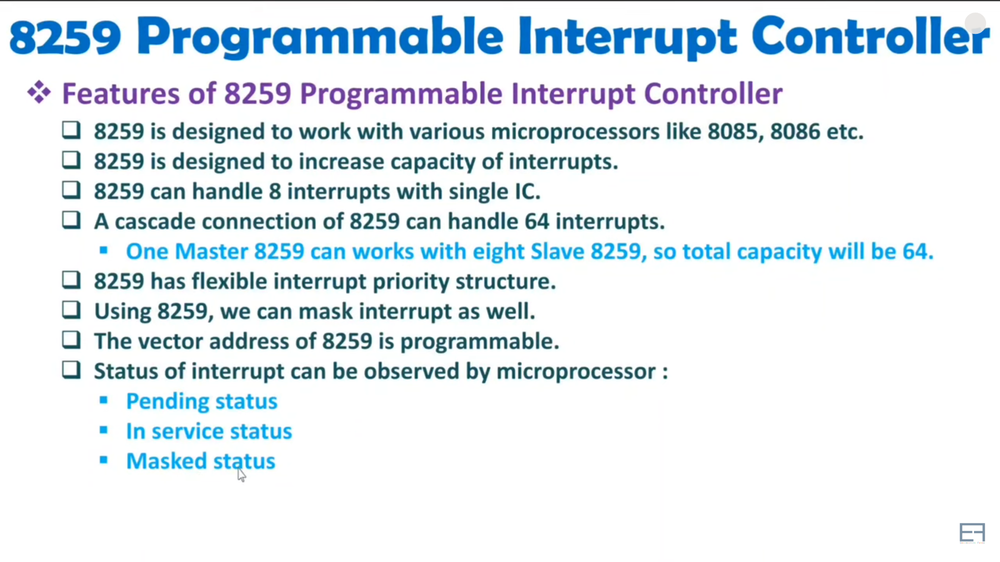 8259 Programmable Interrupt Controller
Features of 8259 Programmable Interrupt Controller
8259 is designed to work with various microprocessors like 8085, 8086 etc.
8259 is designed to increase capacity of interrupts.
8259 can handle 8 interrupts with single IC.
A cascade connection of 8259 can handle 64 interrupts.
One Master 8259 can works with eight Slave 8259, so total capacity will be 64.
8259 has flexible interrupt priority structure.
Using 8259, we can mask interrupt as well.
The vector address of 8259 is programmable.
Status of interrupt can be observed by microprocessor :
Pending status
In service status
Masked status